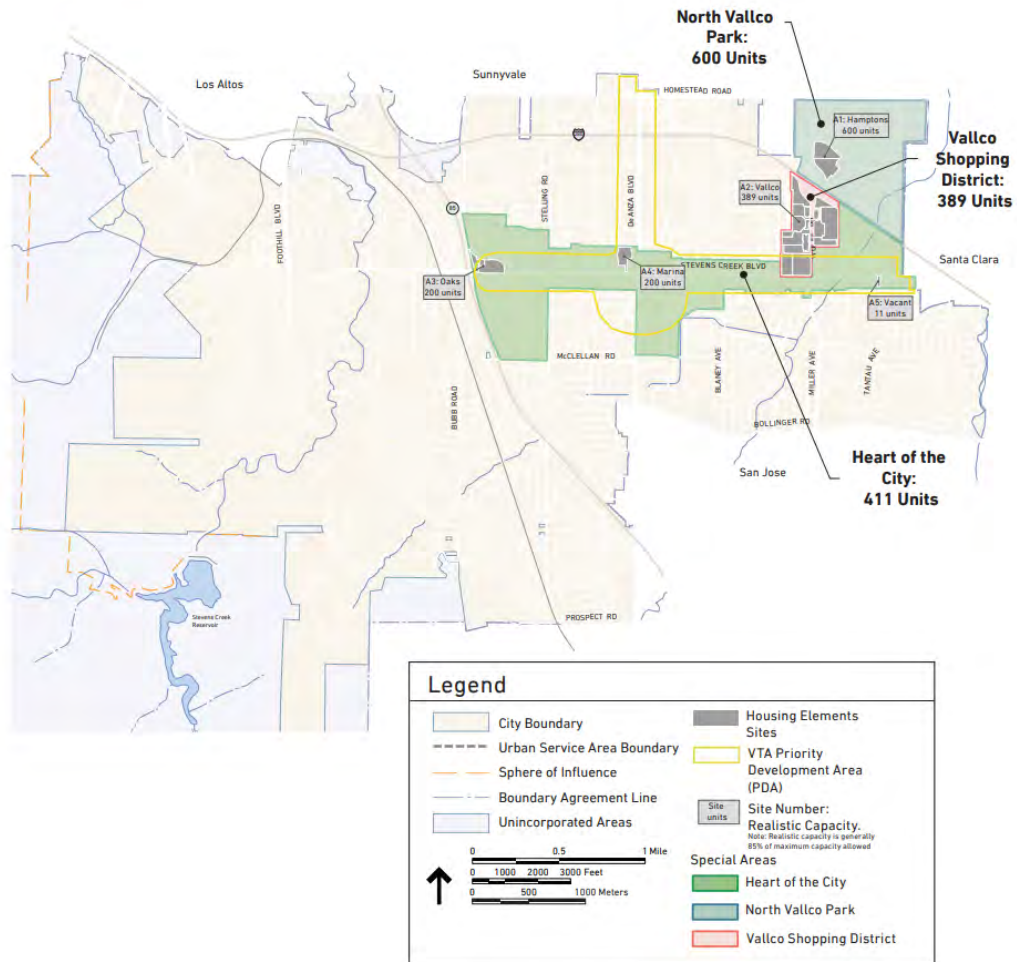 North Vallco
Park:
600 Units
Los Altos
Sunnyvale
HOMESTEAD ROAD
A1: Hamptons
600 units
Vallco
Shopping
District:
389 Units
A2: Vallco
389 units
STELLING RD
DeANZA BLVD
FOOTHILL BLVD
85
STEVENS CREEK BLVD
Santa Clara
A3: Oaks
200 units
A4: Marina
200 units
A5: Vacant
11 units
McCLELLAN RD
BUBB ROAD
BLANEY AVE
MILLER AVE
TANTAU AVE
BOLLINGER RD
San Jose
Heart of the
City:
411 Units
Stevens Creek
Reservoir
PROSPECT RD
Legend
City Boundary
Urban Service Area Boundary
Sphere of Influence
Boundary Agreement Line
Unincorporated Areas
0 0.5 1 Mile
0 1000 2000 3000 Feet
0 500 1000 Meters
Housing Elements
Sites
VTA Priority
Development Area
(PDA)
Site
units
Site Number:
Realistic Capacity.
Note: Realistic capacity is generally
85% of maximum capacity allowed
Special Areas
Heart of the City
North Vallco Park
Vallco Shopping District